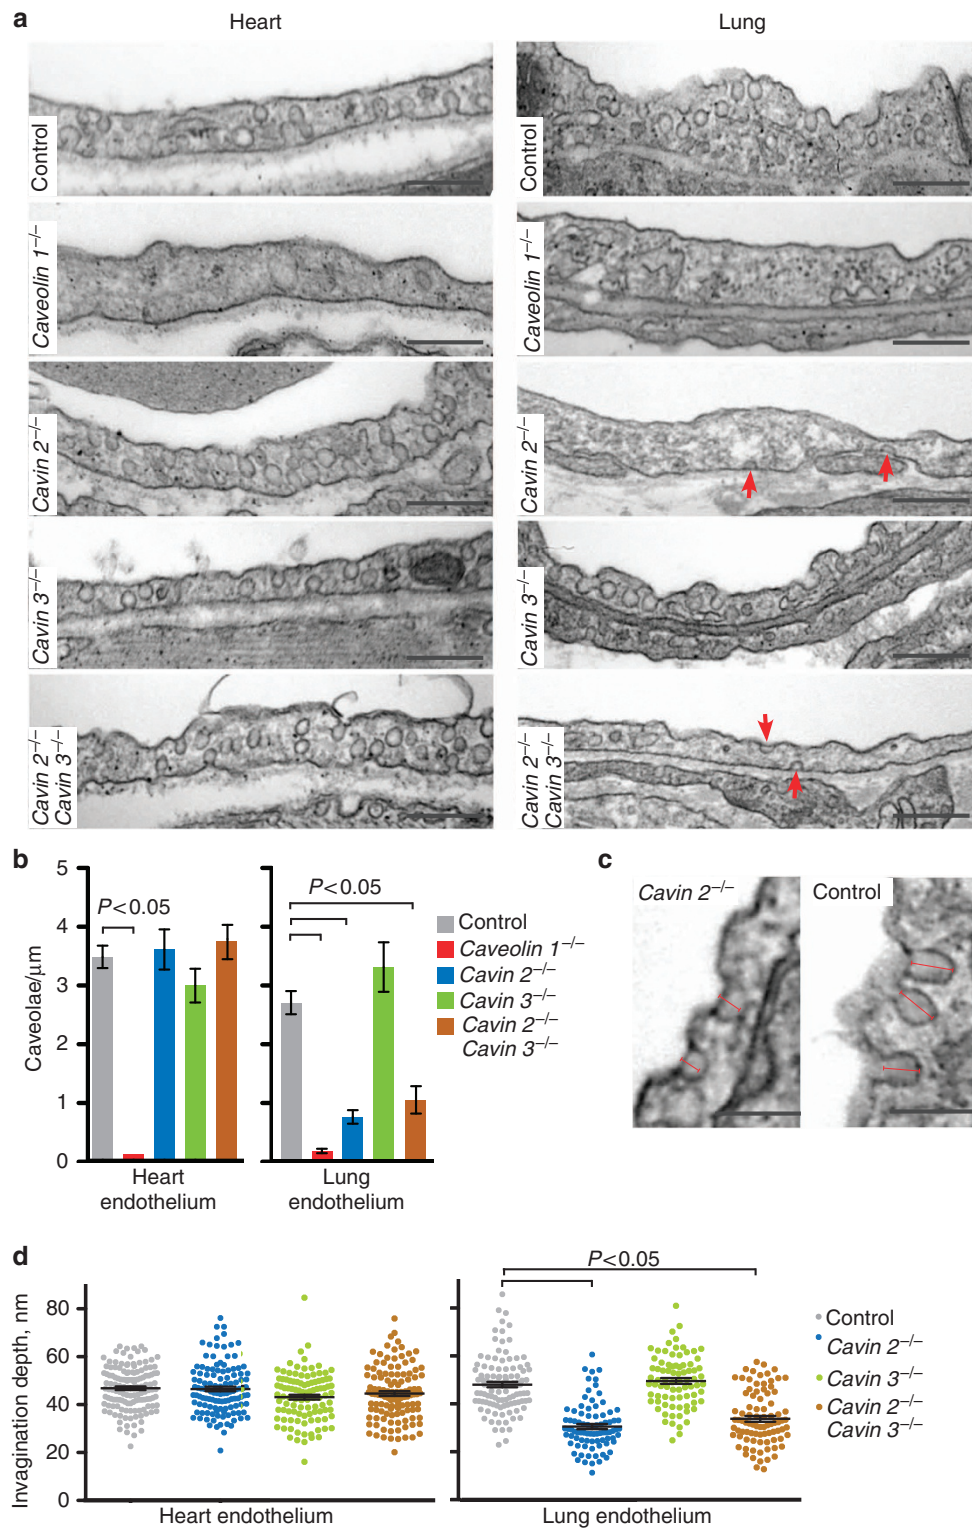 a
Heart
Lung
Control
Control
Caveolin 1−/−
Caveolin 1−/−
Cavin 2−/−
Cavin 2−/−
Cavin 3−/−
Cavin 3−/−
Cavin 2−/−
Cavin 3−/−
Cavin 2−/−
Cavin 3−/−
b
5
4
3
2
1
0
Caveolae/μm
P<0.05
P<0.05
Heart
endothelium
Lung
endothelium
Control
Caveolin 1−/−
Cavin 2−/−
Cavin 3−/−
Cavin 2−/−
Cavin 3−/−
c
Cavin 2−/−
Control
d
Invagination depth, nm
80
60
40
20
0
P<0.05
Heart endothelium
Lung endothelium
Control
Cavin 2−/−
Cavin 3−/−
Cavin 2−/−
Cavin 3−/−